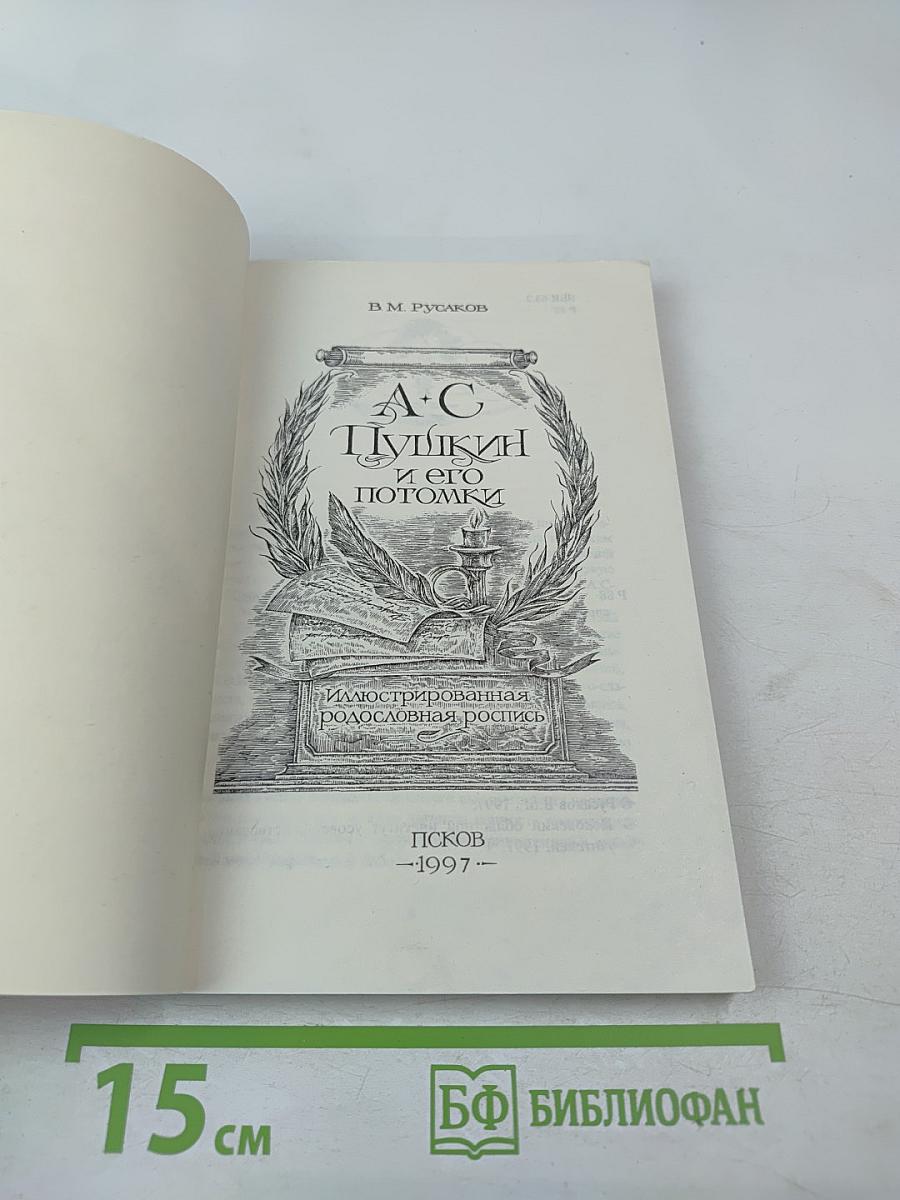 В М. Русаков
А·С
Пушкин
и его
потомки
Иллюстрированная
родословная роспись
Псков
—·1997·—
15 см
БФ БИБЛИОФАН